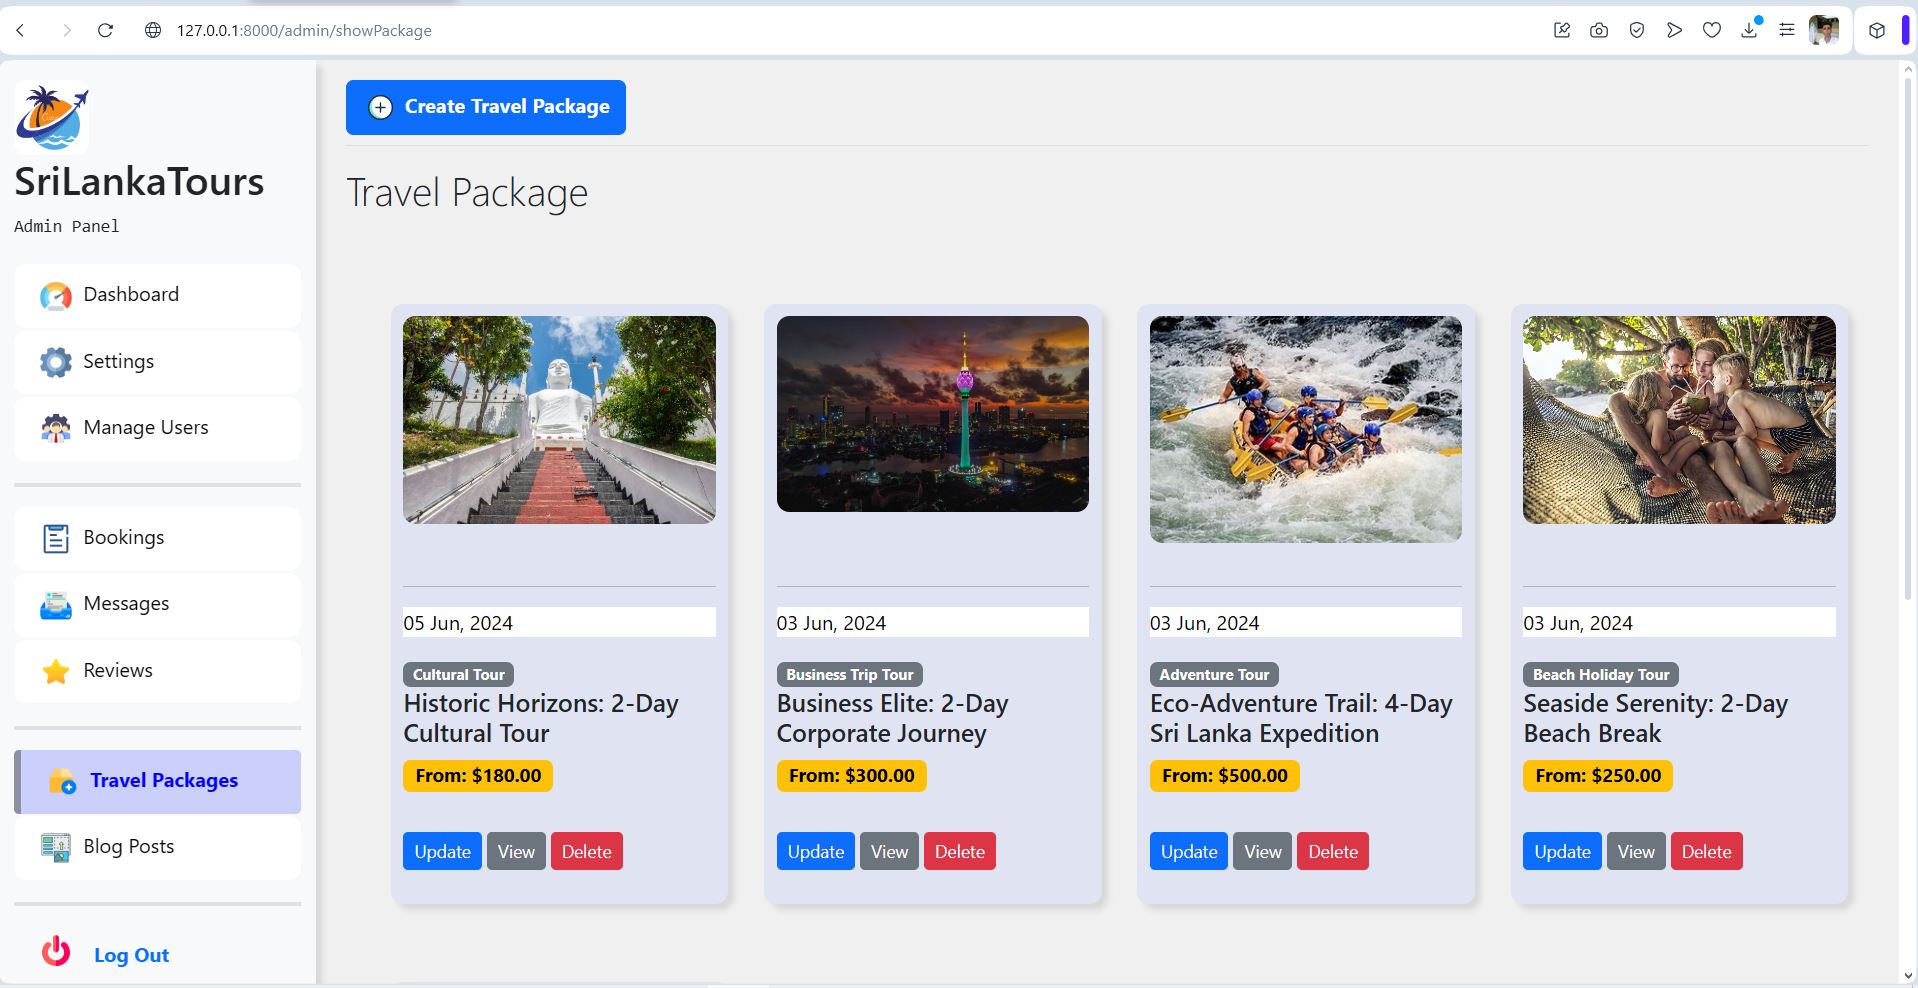 127.0.0.1:8000/admin/showPackage
SriLankaTours
Admin Panel
Dashboard
Settings
Manage Users
Bookings
Messages
Reviews
Travel Packages
Blog Posts
Log Out
Create Travel Package
Travel Package
05 Jun, 2024
Cultural Tour
Historic Horizons: 2-Day
Cultural Tour
From: $180.00
Update View Delete
03 Jun, 2024
Business Trip Tour
Business Elite: 2-Day
Corporate Journey
From: $300.00
Update View Delete
03 Jun, 2024
Adventure Tour
Eco-Adventure Trail: 4-Day
Sri Lanka Expedition
From: $500.00
Update View Delete
03 Jun, 2024
Beach Holiday Tour
Seaside Serenity: 2-Day
Beach Break
From: $250.00
Update View Delete